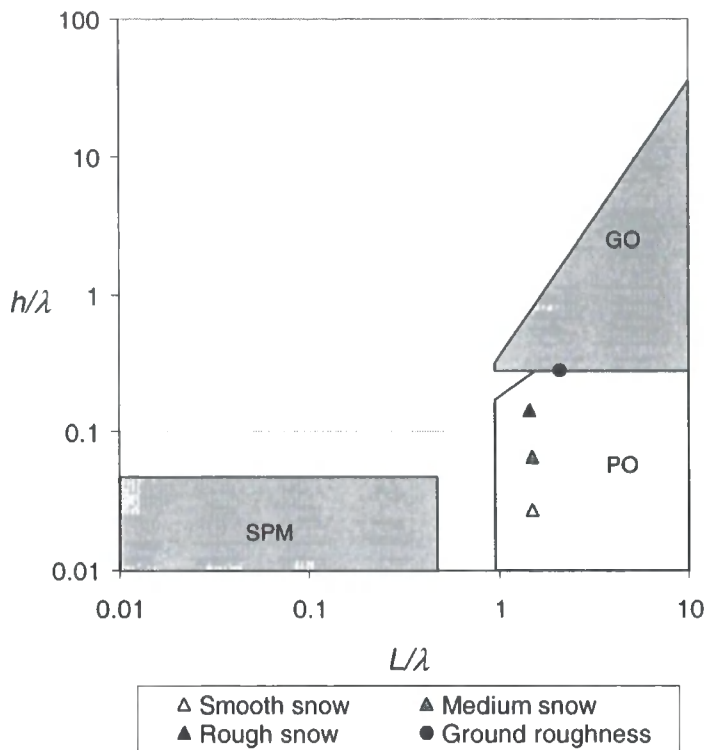 100
10
GO
1
h/λ
0.1
PO
SPM
0.01
0.01 0.1 1 10
L/λ
Smooth snow Medium snow
Rough snow Ground roughness